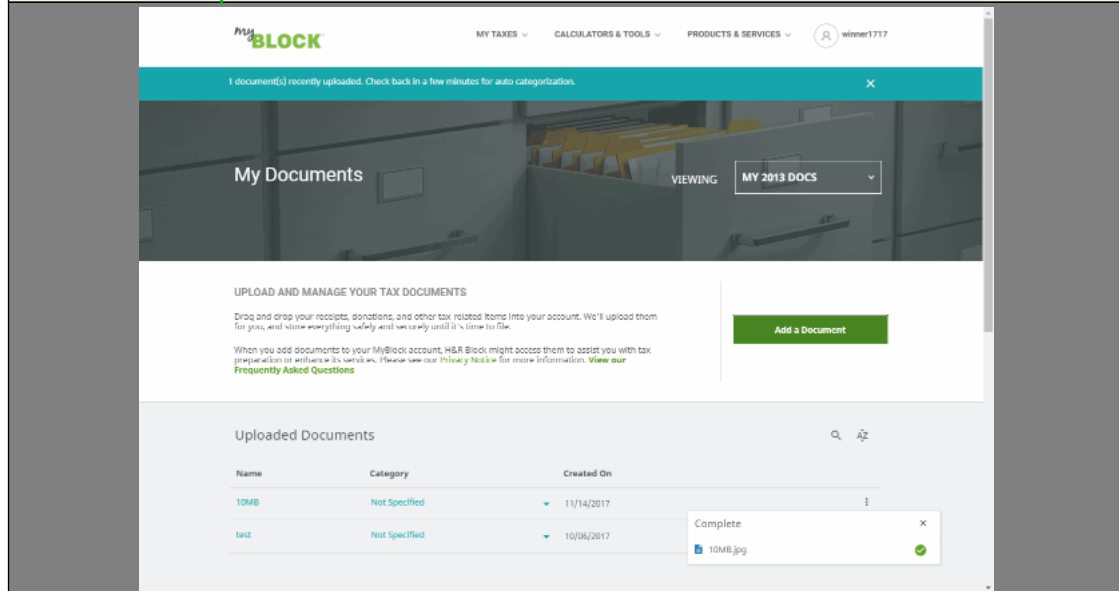 my BLOCK
MY TAXES
CALCULATORS & TOOLS
PRODUCTS & SERVICES
winner1717
1 document(s) recently uploaded. Check back in a few minutes for auto categorization.
My Documents
VIEWING
MY 2013 DOCS
UPLOAD AND MANAGE YOUR TAX DOCUMENTS
Drag and drop your receipts, donations, and other tax related items into your account. We'll upload them
for you, and store everything safely and securely until it's time to file.
When you add documents to your MyBlock account, H&R Block might access them to assist you with tax
preparation or enhance its services. Please see our Privacy Notice for more information. View our
Frequently Asked Questions
Add a Document
Uploaded Documents
AZ
Name Category Created On
10MB Not Specified 11/14/2017
test Not Specified 10/06/2017
Complete
10MB.jpg